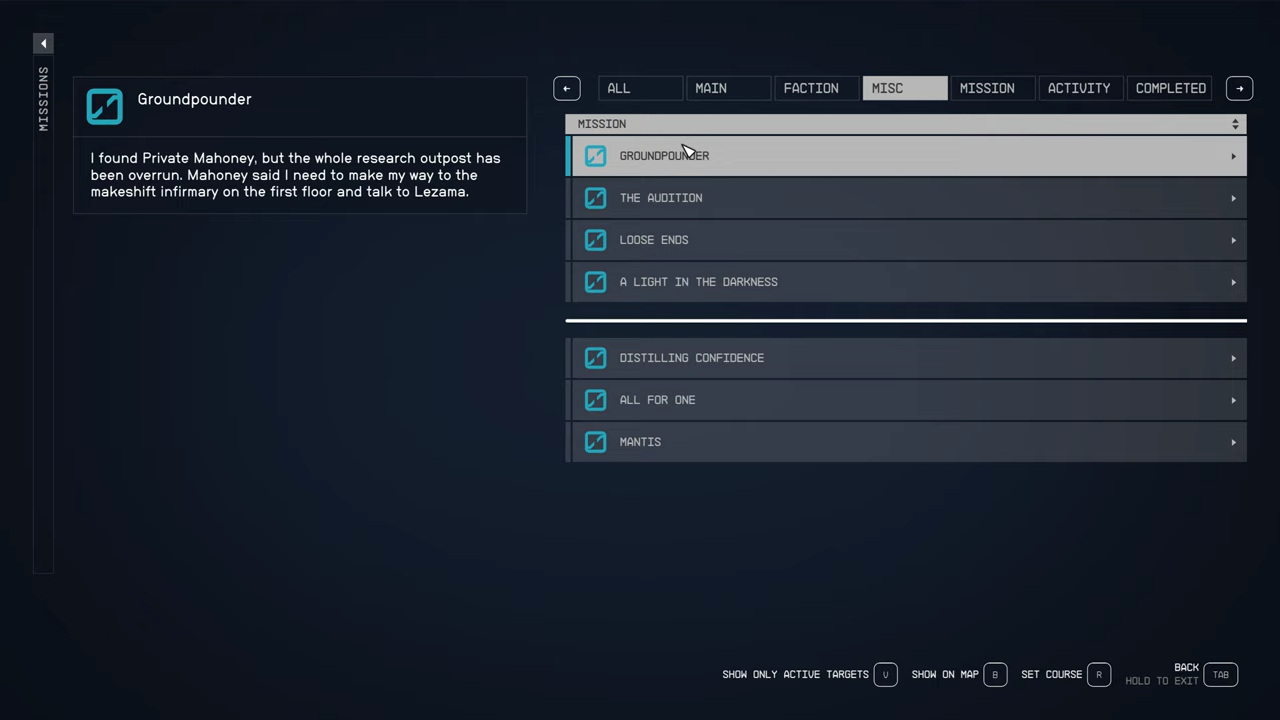 MISSIONS
Groundpounder
I found Private Mahoney, but the whole research outpost has
been overrun. Mahoney said I need to make my way to the
makeshift infirmary on the first floor and talk to Lezama.
ALL MAIN FACTION MISC MISSION ACTIVITY COMPLETED
MISSION
GROUNDPOUNDER
THE AUDITION
LOOSE ENDS
A LIGHT IN THE DARKNESS
DISTILLING CONFIDENCE
ALL FOR ONE
MANTIS
SHOW ONLY ACTIVE TARGETS V SHOW ON MAP B SET COURSE R BACK TAB
HOLD TO EXIT